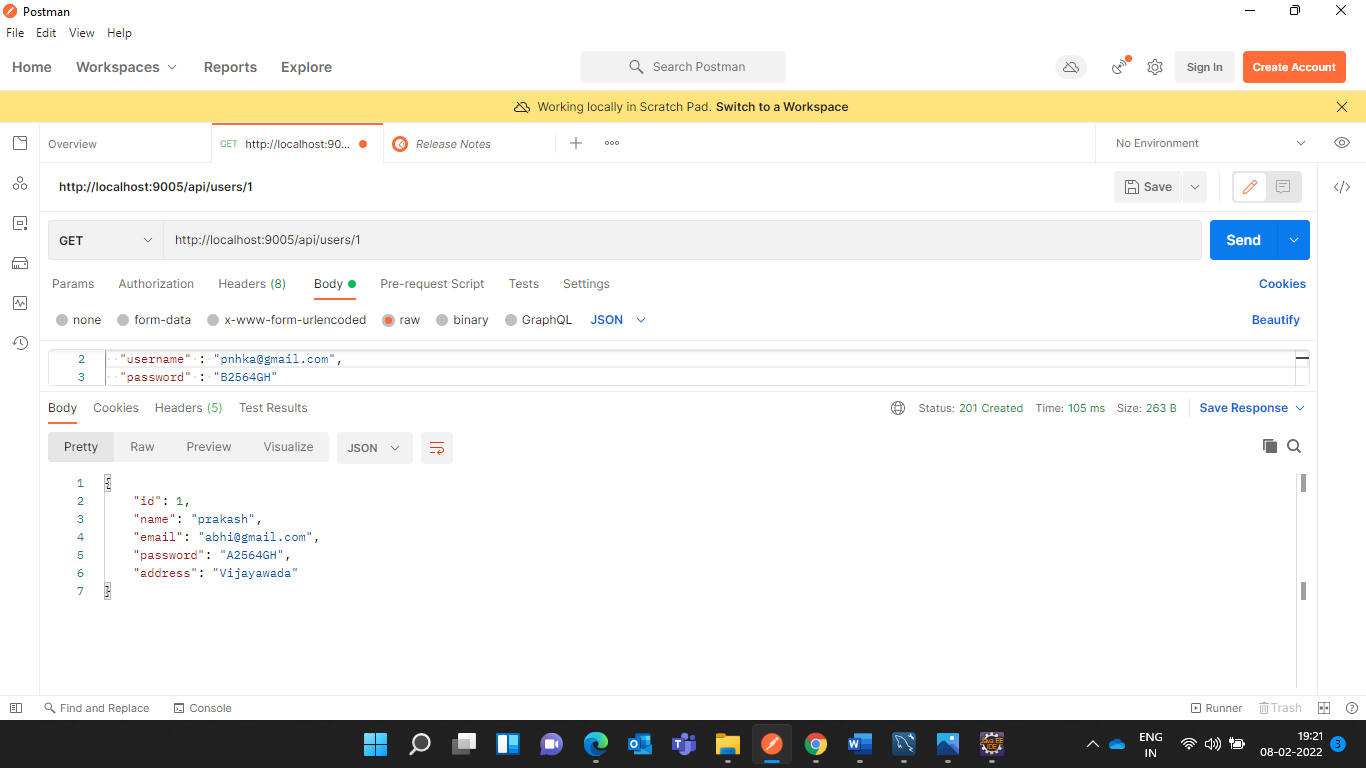 Postman
File Edit View Help
Home Workspaces Reports Explore Search Postman Sign In Create Account
Working locally in Scratch Pad. Switch to a Workspace
Overview GET http://localhost:90... Release Notes No Environment
http://localhost:9005/api/users/1 Save
GET http://localhost:9005/api/users/1 Send
Params Authorization Headers (8) Body Pre-request Script Tests Settings Cookies
none form-data x-www-form-urlencoded raw binary GraphQL JSON Beautify
2 "username" : "pnhka@gmail.com",
3 "password" : "B2564GH"
Body Cookies Headers (5) Test Results Status: 201 Created Time: 105 ms Size: 263 B Save Response
Pretty Raw Preview Visualize JSON
1 {
2 "id": 1,
3 "name": "prakash",
4 "email": "abhi@gmail.com",
5 "password": "A2564GH",
6 "address": "Vijayawada"
7 }
Find and Replace Console Runner Trash
ENG 19:21
IN 08-02-2022 3